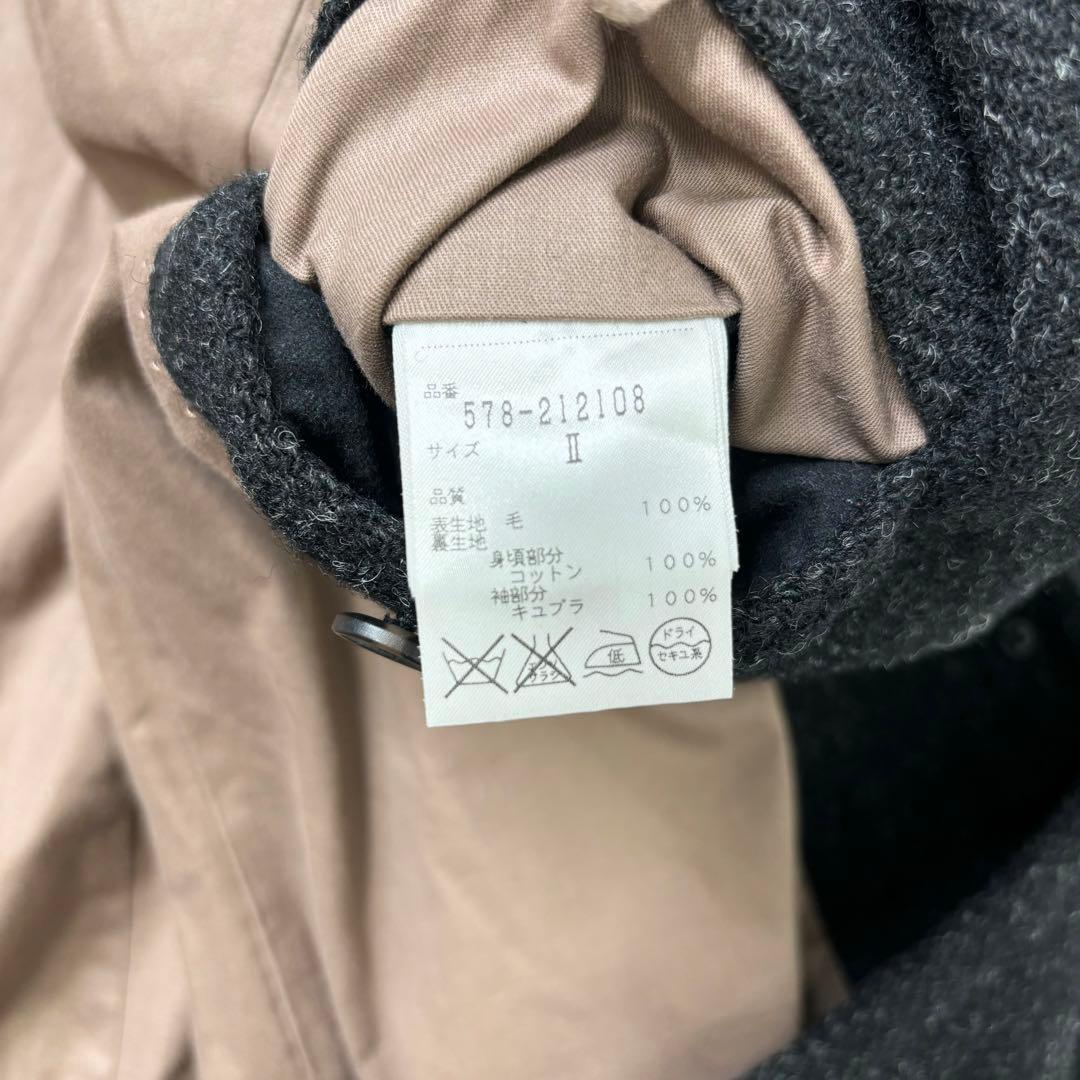 品番
578-212108
サイズ Ⅱ
品質
表生地 毛 100%
裏生地
身頃部分
コットン 100%
袖部分
キュプラ 100%
低
ドライ
セキユ系